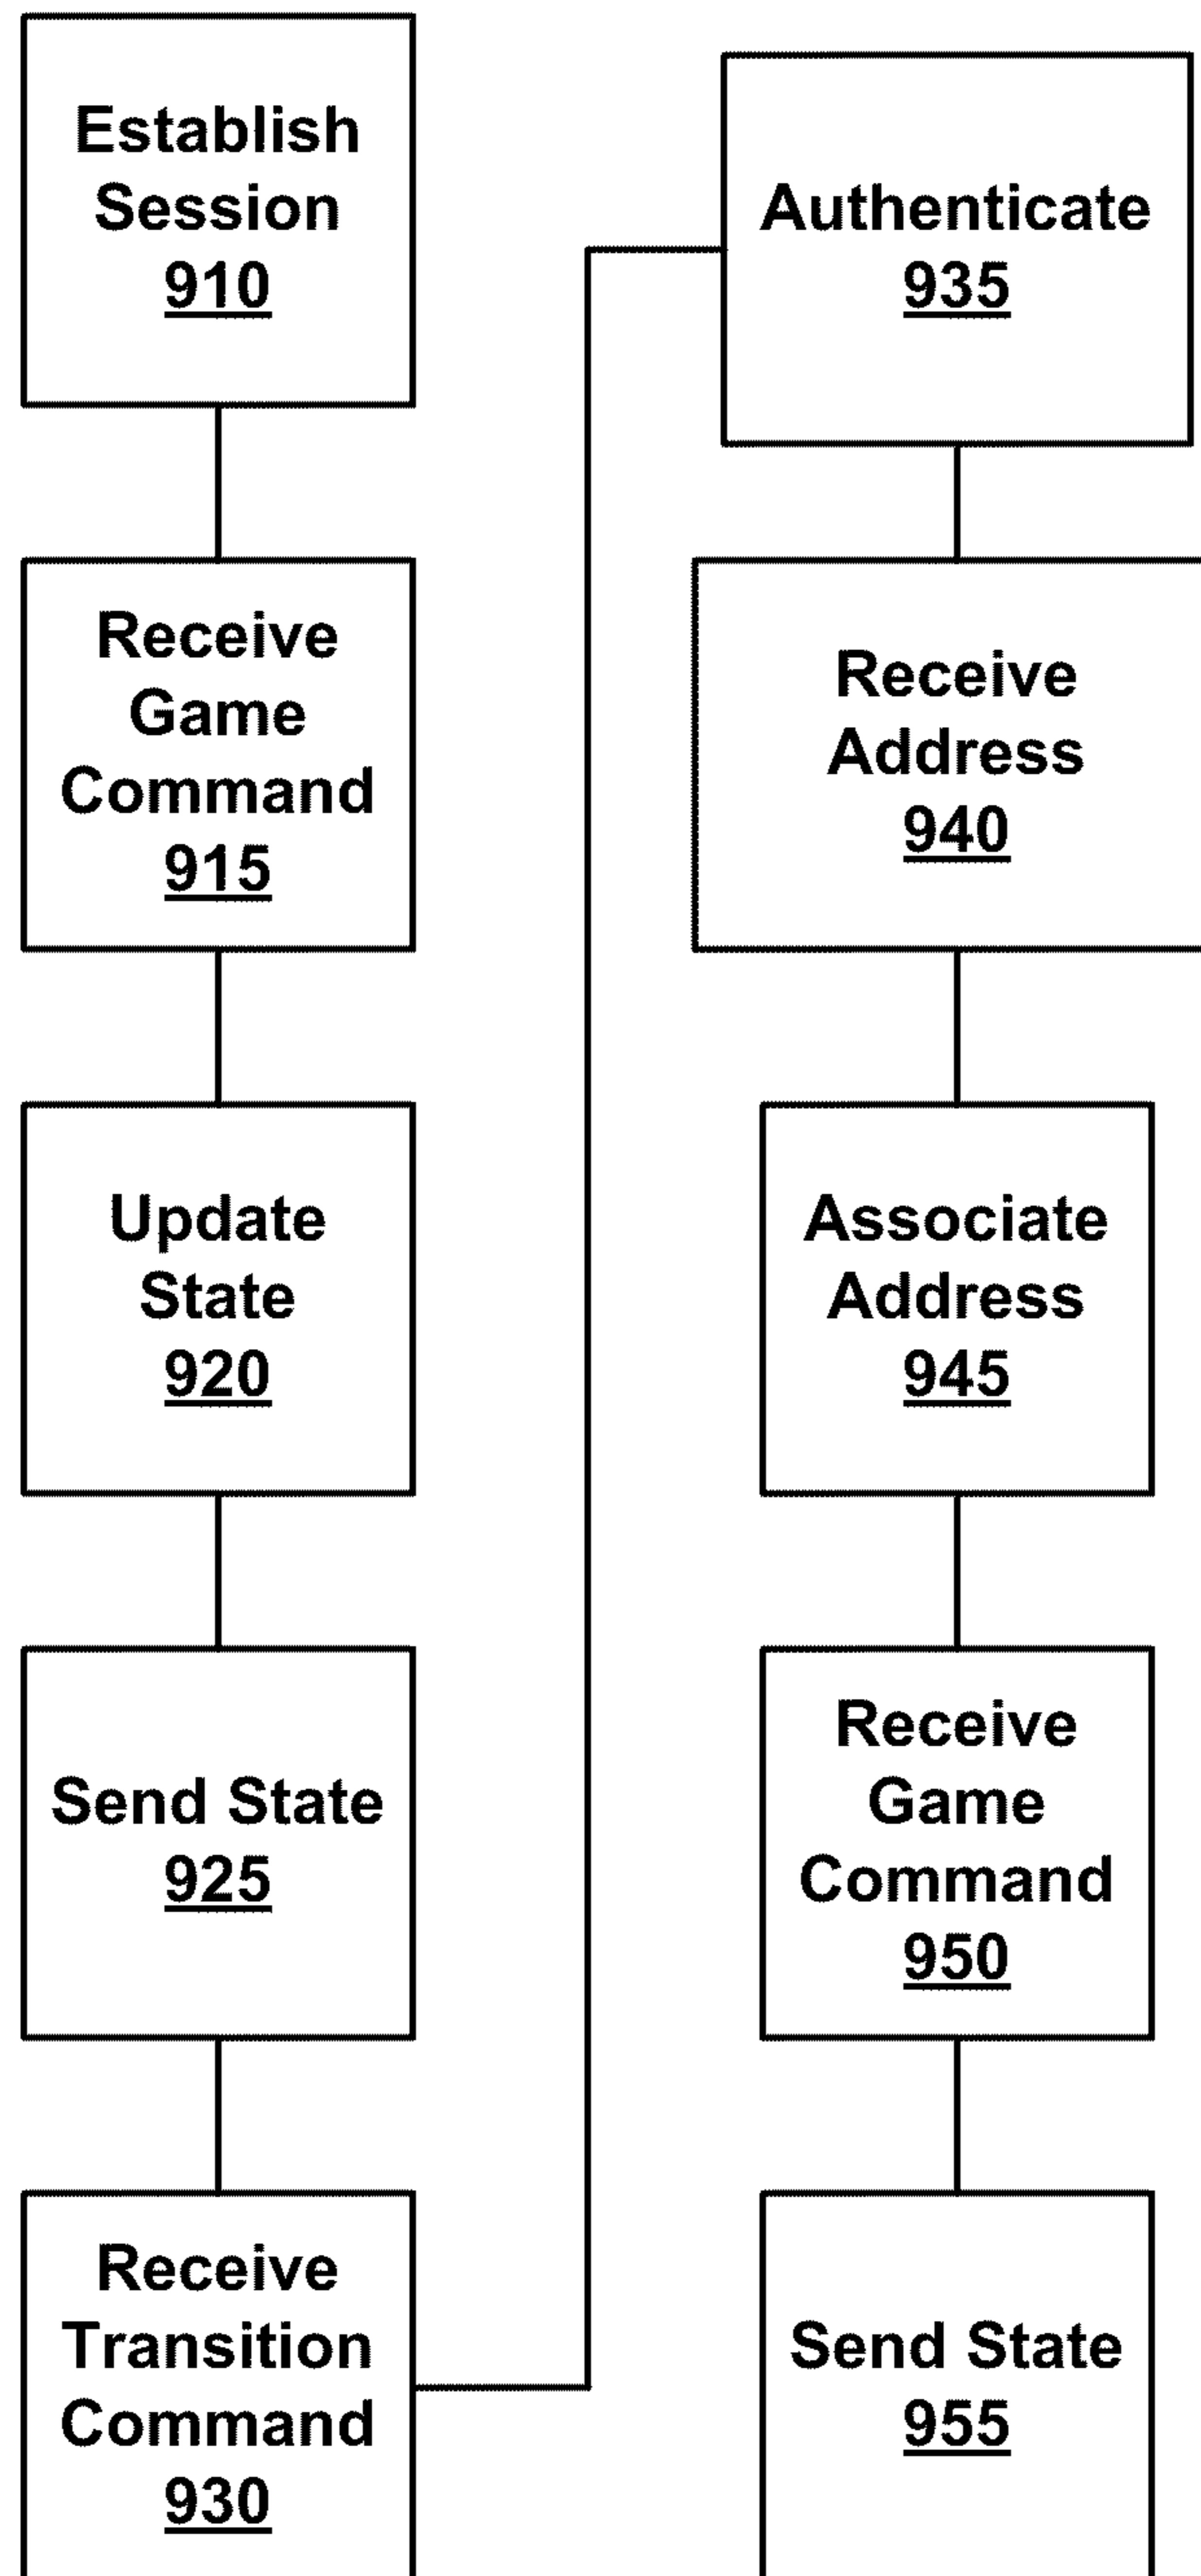 Establish
Session
910
Receive
Game
Command
915
Update
State
920
Send State
925
Receive
Transition
Command
930
Authenticate
935
Receive
Address
940
Associate
Address
945
Receive
Game
Command
950
Send State
955